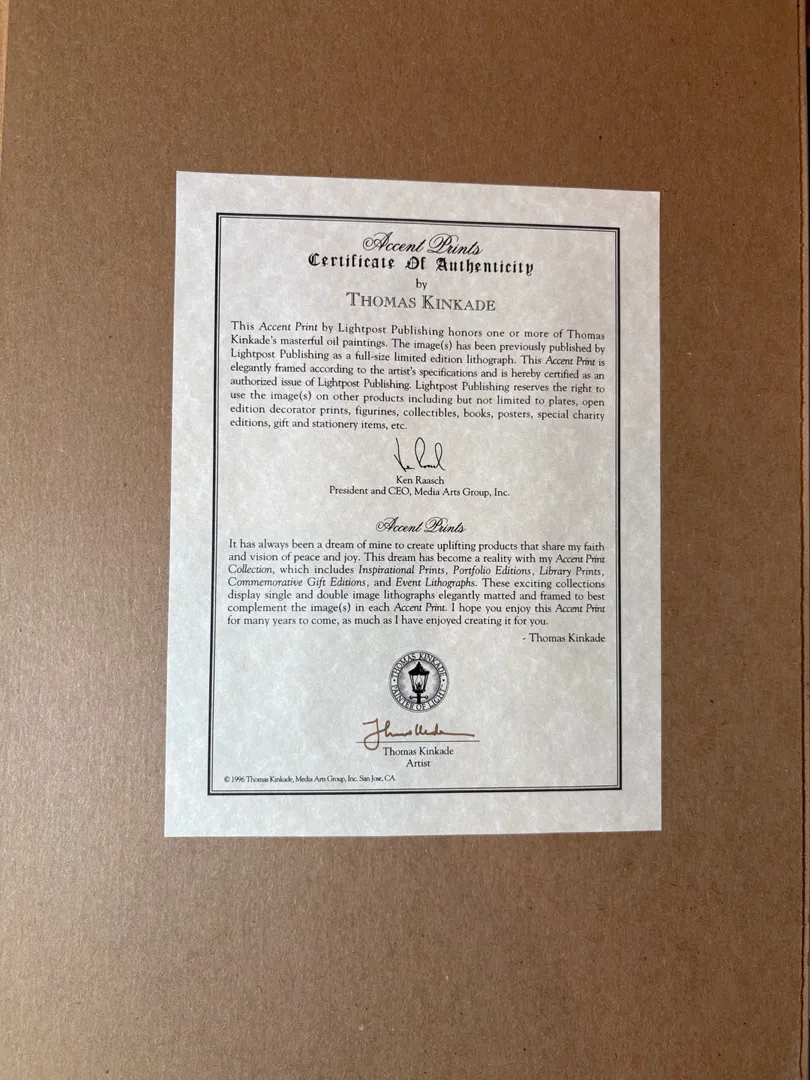 Accent Prints
Certificate Of Authenticity
by
THOMAS KINKADE
This Accent Print by Lightpost Publishing honors one or more of Thomas
Kinkade's masterful oil paintings. The image(s) has been previously published by
Lightpost Publishing as a full-size limited edition lithograph. This Accent Print is
elegantly framed according to the artist's specifications and is hereby certified as an
authorized issue of Lightpost Publishing. Lightpost Publishing reserves the right to
use the image(s) on other products including but not limited to plates, open
edition decorator prints, figurines, collectibles, books, posters, special charity
editions, gift and stationery items, etc.
Ken Raasch
President and CEO, Media Arts Group, Inc.
Accent Prints
It has always been a dream of mine to create uplifting products that share my faith
and vision of peace and joy. This dream has become a reality with my Accent Print
Collection, which includes Inspirational Prints, Portfolio Editions, Library Prints,
Commemorative Gift Editions, and Event Lithographs. These exciting collections
display single and double image lithographs elegantly matted and framed to best
complement the image(s) in each Accent Print. I hope you enjoy this Accent Print
for many years to come, as much as I have enjoyed creating it for you.
- Thomas Kinkade
THOMAS KINKADE
PAINTER OF LIGHT
Thomas Kinkade
Artist
© 1996 Thomas Kinkade, Media Arts Group, Inc. San Jose, CA